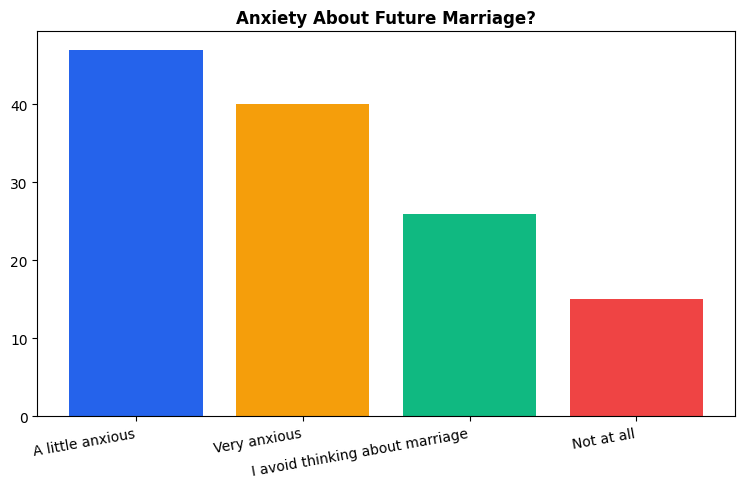 Anxiety About Future Marriage?
40
30
20
10
0
A little anxious
Very anxious
I avoid thinking about marriage
Not at all